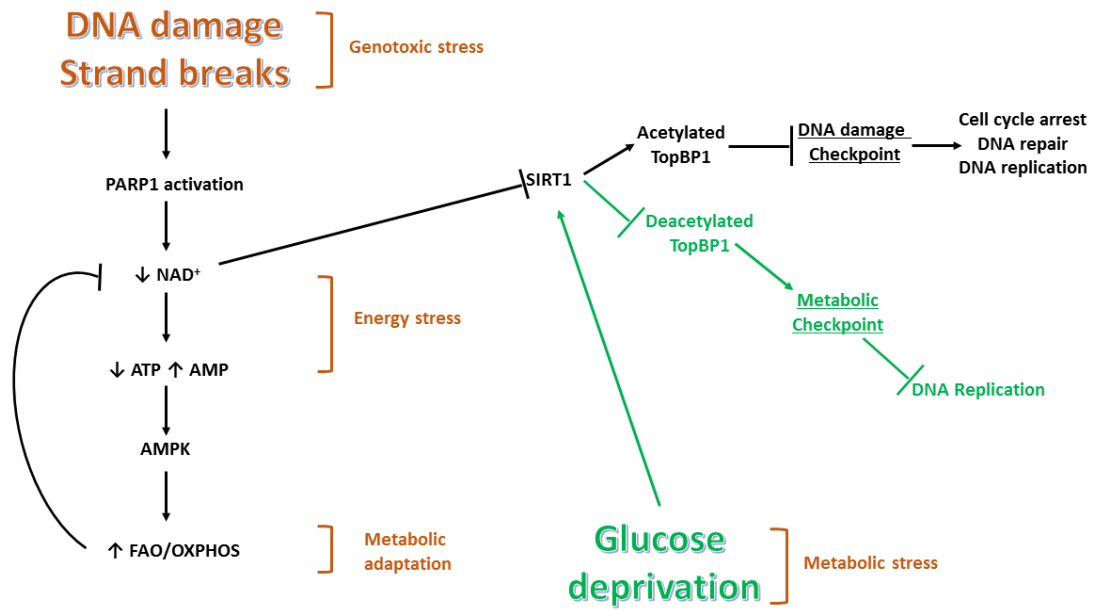 DNA damage
Strand breaks
Genotoxic stress
PARP1 activation
↓ NAD⁺
Energy stress
↓ ATP ↑ AMP
AMPK
↑ FAO/OXPHOS
Metabolic
adaptation
SIRT1
Acetylated
TopBP1
DNA damage
Checkpoint
Cell cycle arrest
DNA repair
DNA replication
Deacetylated
TopBP1
Metabolic
Checkpoint
DNA Replication
Glucose
deprivation
Metabolic stress